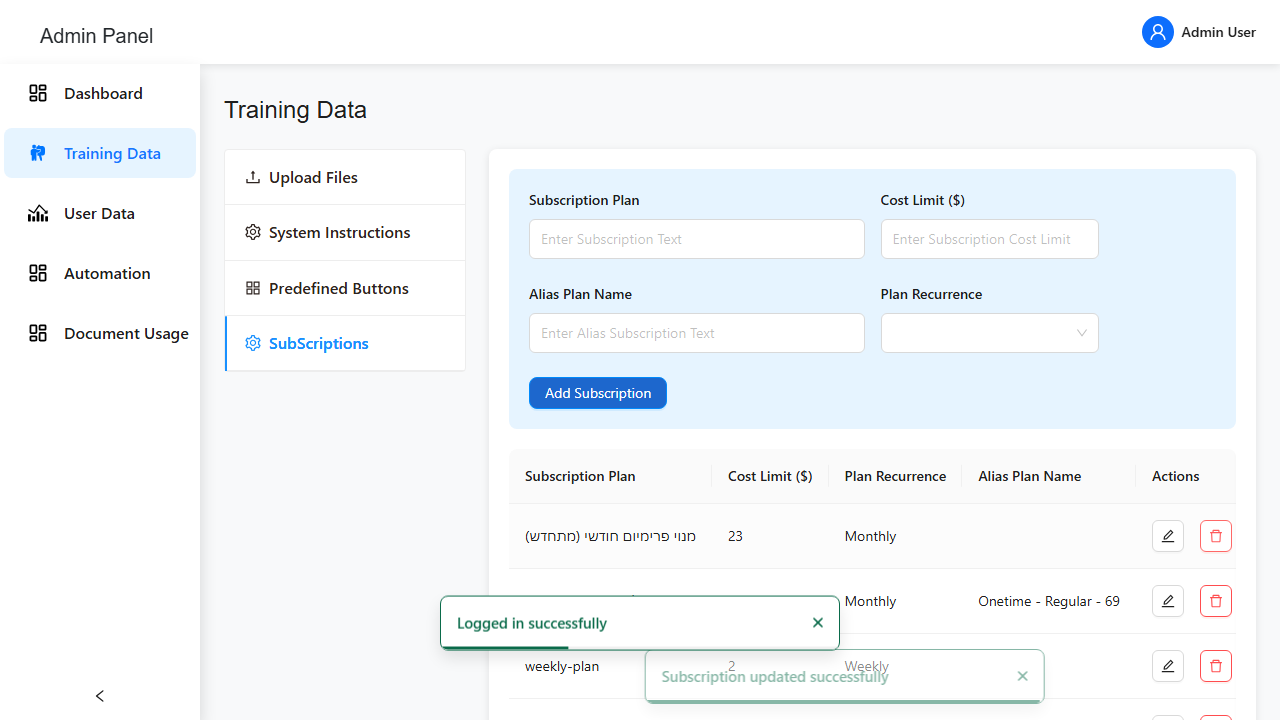 Admin Panel
Admin User
Dashboard
Training Data
User Data
Automation
Document Usage
Training Data
Upload Files
System Instructions
Predefined Buttons
SubScriptions
Subscription Plan
Cost Limit ($)
Enter Subscription Text
Enter Subscription Cost Limit
Alias Plan Name
Plan Recurrence
Enter Alias Subscription Text
Add Subscription
Subscription Plan Cost Limit ($) Plan Recurrence Alias Plan Name Actions
מנוי פרימיום חודשי (מתחדש) 23 Monthly
Monthly Onetime - Regular - 69
Logged in successfully
weekly-plan 2 Weekly
Subscription updated successfully